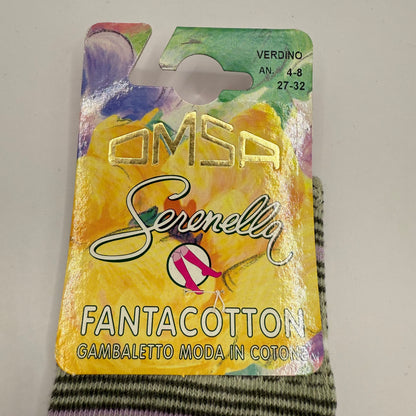 VERDINO
AN. 4-8
27-32
OMSA
Serenella
FANTACOTTON
GAMBALETTO MODA IN COTONE